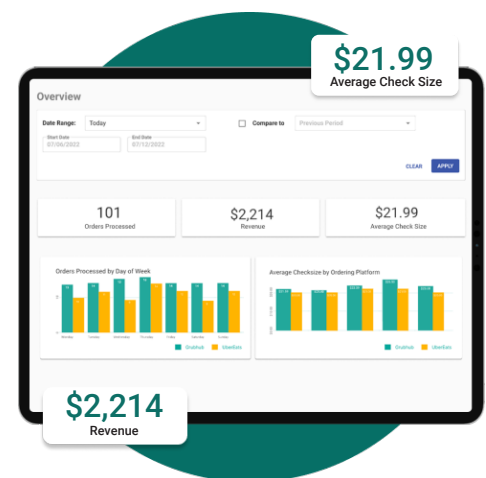 $21.99
Average Check Size
Overview
Date Range: Today Compare to Previous Period
Start Date End Date
07/06/2022 07/12/2022
CLEAR APPLY
101 $2,214 $21.99
Orders Processed Revenue Average Check Size
Orders Processed by Day of Week Average Checksize by Ordering Platform
GrubHub UberEats GrubHub UberEats
$2,214
Revenue